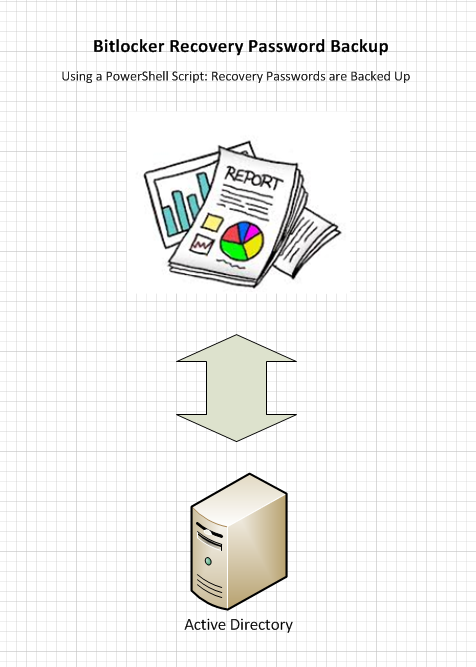 Bitlocker Recovery Password Backup
Using a PowerShell Script: Recovery Passwords are Backed Up
REPORT
Active Directory